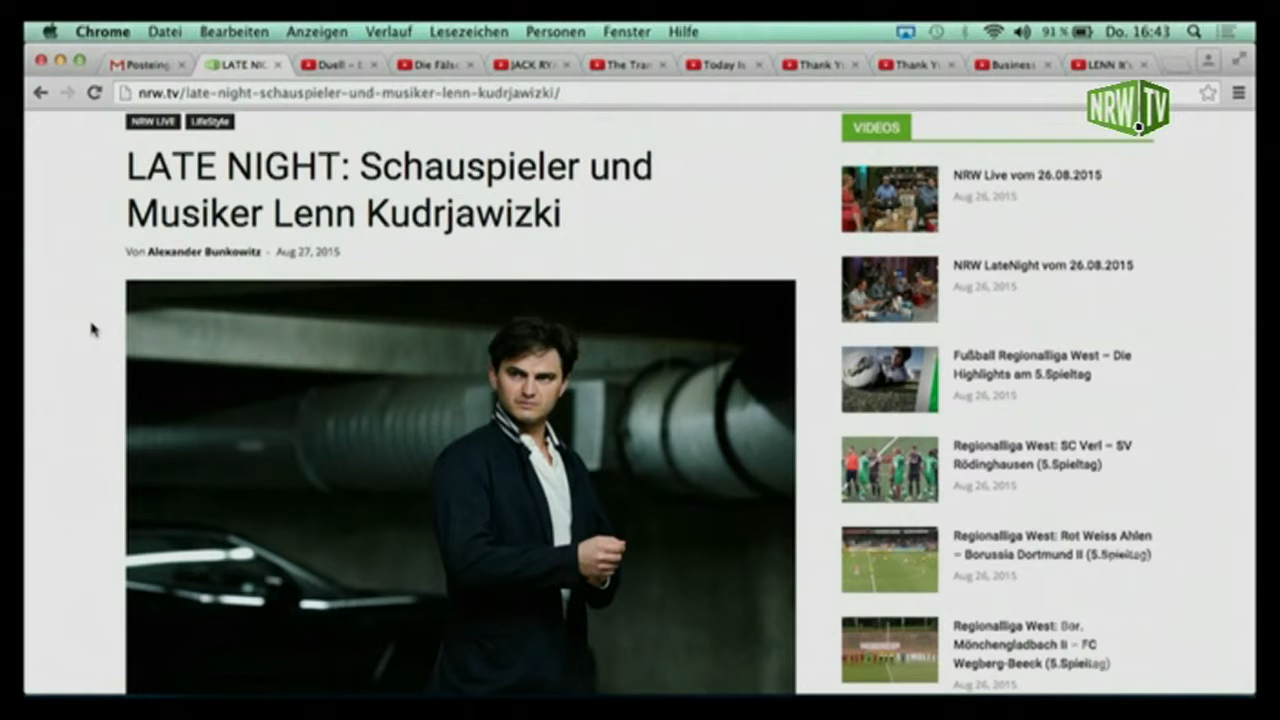 Chrome Datei Bearbeiten Anzeigen Verlauf Lesezeichen Personen Fenster Hilfe 91% Do. 16:43
Posteing LATE NIG Duell – E Die Fäls JACK RY The Tra Today Is Thank Y Thank Y Business LENN It's
nrw.tv/late-night-schauspieler-und-musiker-lenn-kudrjawizki/
NRW.TV
NRW LIVE LifeStyle
LATE NIGHT: Schauspieler und
Musiker Lenn Kudrjawizki
Von Alexander Bunkowitz - Aug 27, 2015
VIDEOS
NRW Live vom 26.08.2015
Aug 26, 2015
NRW LateNight vom 26.08.2015
Aug 26, 2015
Fußball Regionalliga West – Die
Highlights am 5.Spieltag
Aug 26, 2015
Regionalliga West: SC Verl – SV
Rödinghausen (5.Spieltag)
Aug 26, 2015
Regionalliga West: Rot Weiss Ahlen
– Borussia Dortmund II (5.Spieltag)
Aug 26, 2015
Regionalliga West: Bor.
Mönchengladbach II – FC
Wegberg-Beeck (5.Spieltag)
Aug 26, 2015